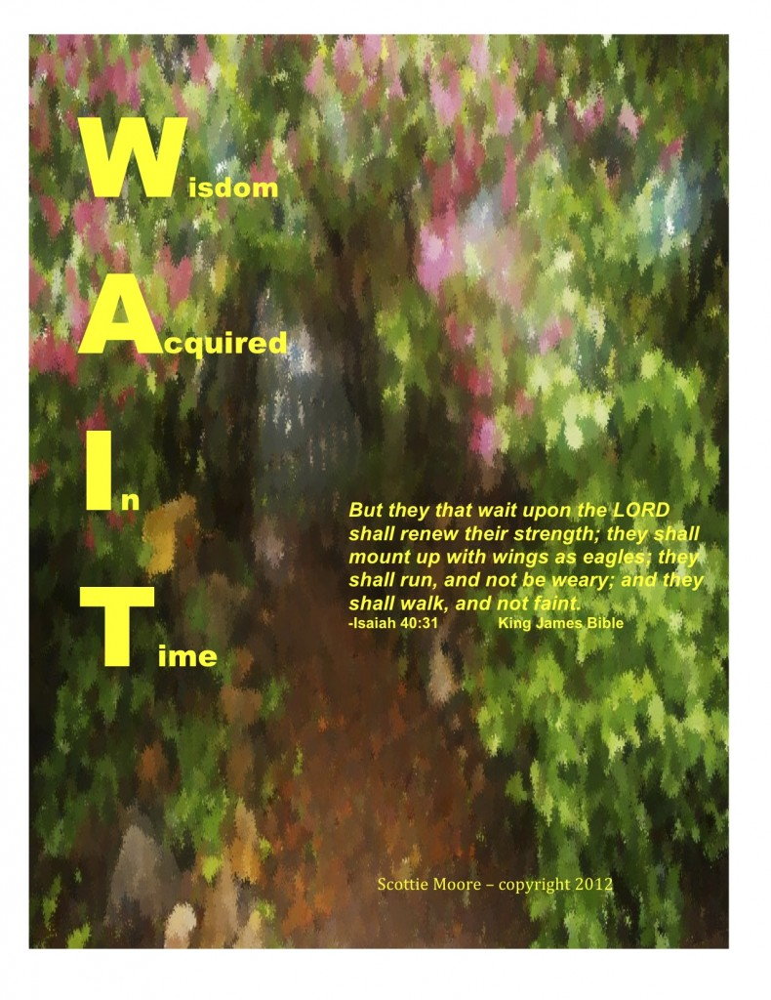 Wisdom
Acquired
In
Time
But they that wait upon the LORD
shall renew their strength; they shall
mount up with wings as eagles; they
shall run, and not be weary; and they
shall walk, and not faint.
-Isaiah 40:31 King James Bible
Scottie Moore – copyright 2012